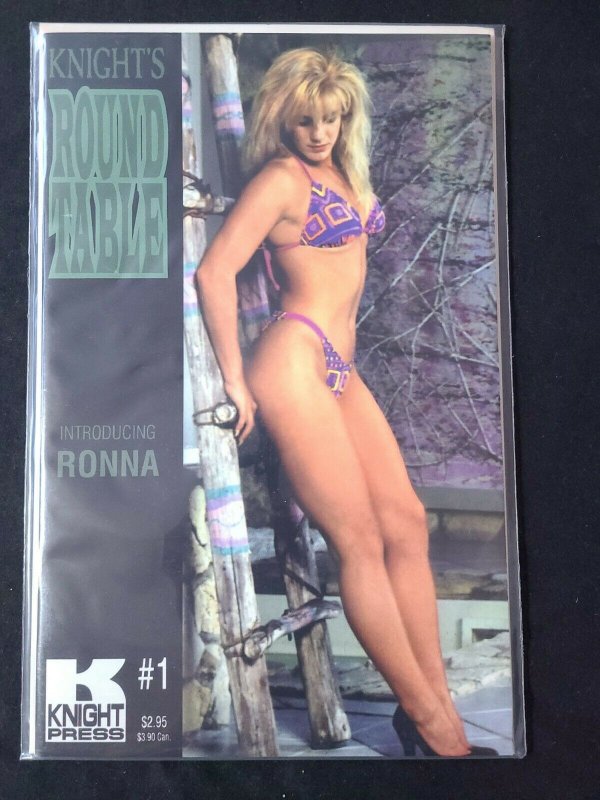 KNIGHT'S
ROUND
TABLE
INTRODUCING
RONNA
#1
KNIGHT
PRESS
$2.95
$3.90 Can.